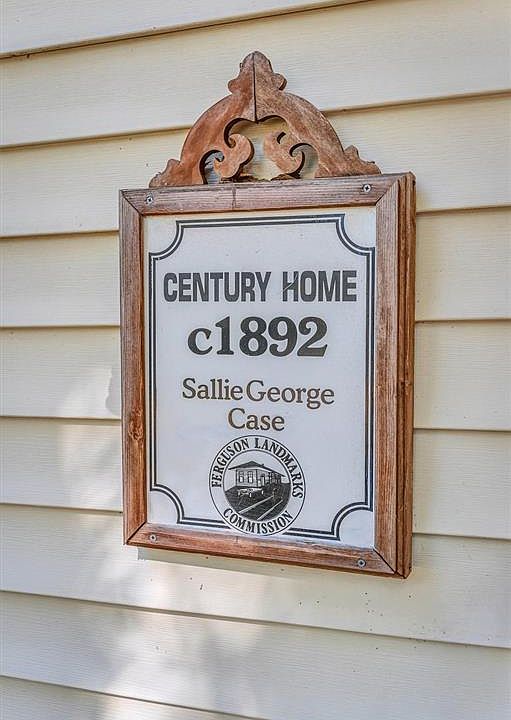 CENTURY HOME
c1892
Sallie George
Case
FERGUSON LANDMARKS
COMMISSION